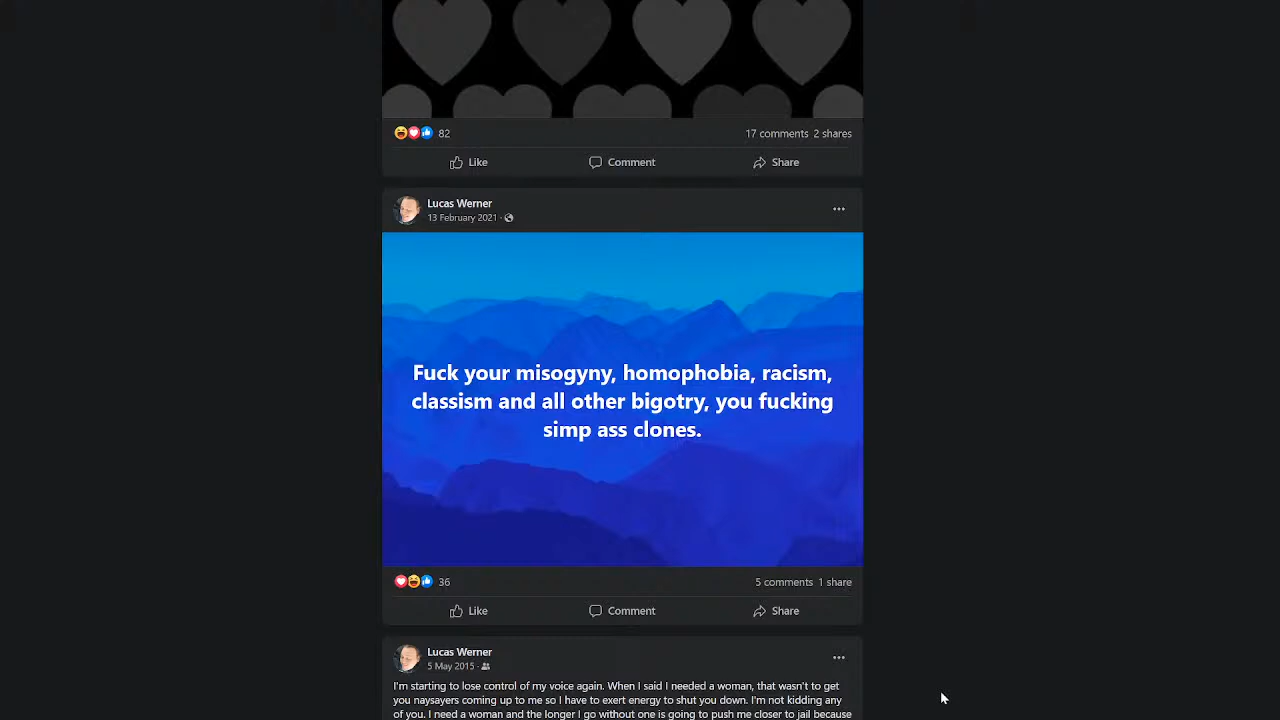 82
17 comments 2 shares
Like
Comment
Share
Lucas Werner
13 February 2021 ·
Fuck your misogyny, homophobia, racism,
classism and all other bigotry, you fucking
simp ass clones.
36
5 comments 1 share
Like
Comment
Share
Lucas Werner
5 May 2015 ·
I'm starting to lose control of my voice again. When I said I needed a woman, that wasn't to get
you naysayers coming up to me so I have to exert energy to shut you down. I'm not kidding any
of you. I need a woman and the longer I go without one is going to push me closer to jail because